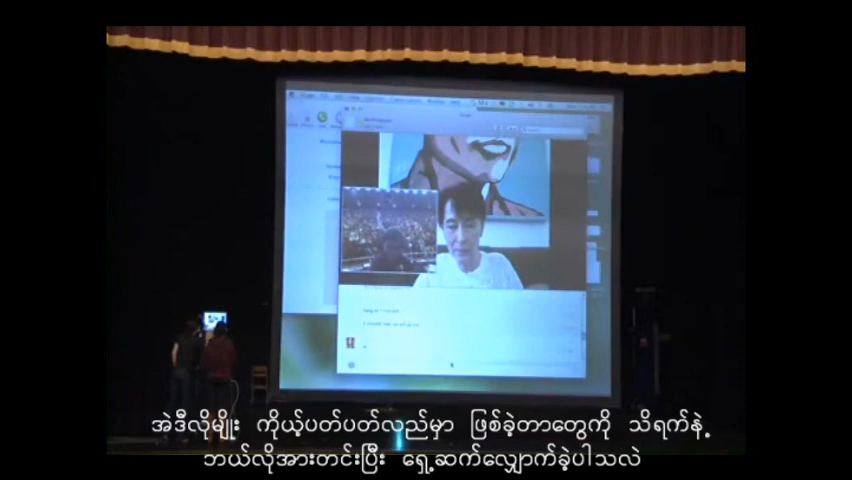 အဲဒီလိုမျိုး ကိုယ့်ပတ်ပတ်လည်မှာ ဖြစ်ခဲ့တာတွေကို သိရက်နဲ့
ဘယ်လိုအားတင်းပြီး ရှေ့ဆက်လျှောက်ခဲ့ပါသလဲ